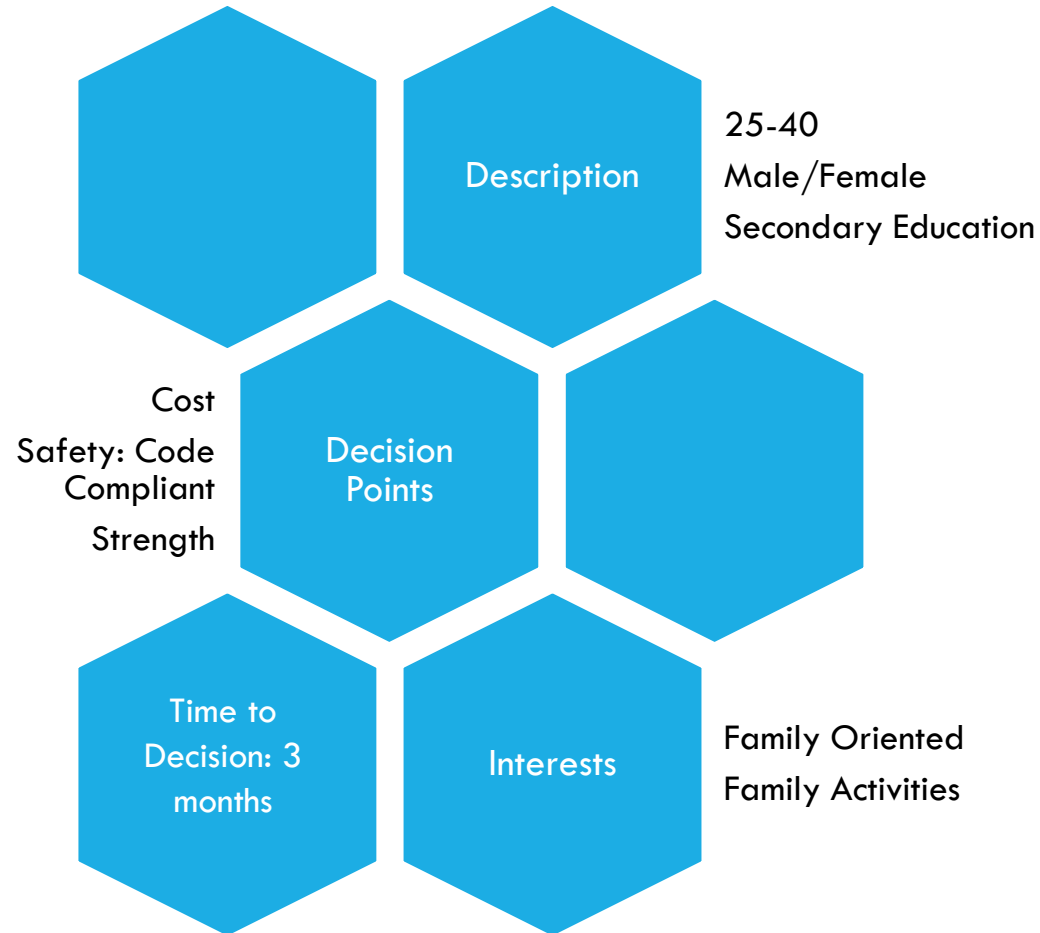 Description
25-40
Male/Female
Secondary Education
Cost
Safety: Code
Compliant
Strength
Decision
Points
Time to
Decision: 3
months
Interests
Family Oriented
Family Activities